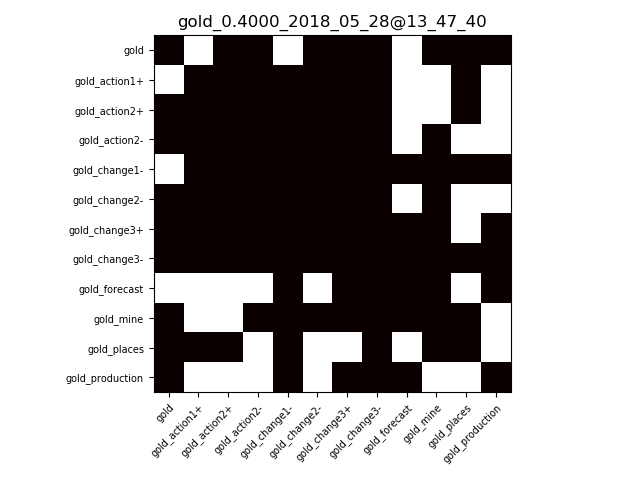 gold_0.4000_2018_05_28@13_47_40
gold
gold_action1+
gold_action2+
gold_action2-
gold_change1-
gold_change2-
gold_change3+
gold_change3-
gold_forecast
gold_mine
gold_places
gold_production
gold
gold_action1+
gold_action2+
gold_action2-
gold_change1-
gold_change2-
gold_change3+
gold_change3-
gold_forecast
gold_mine
gold_places
gold_production